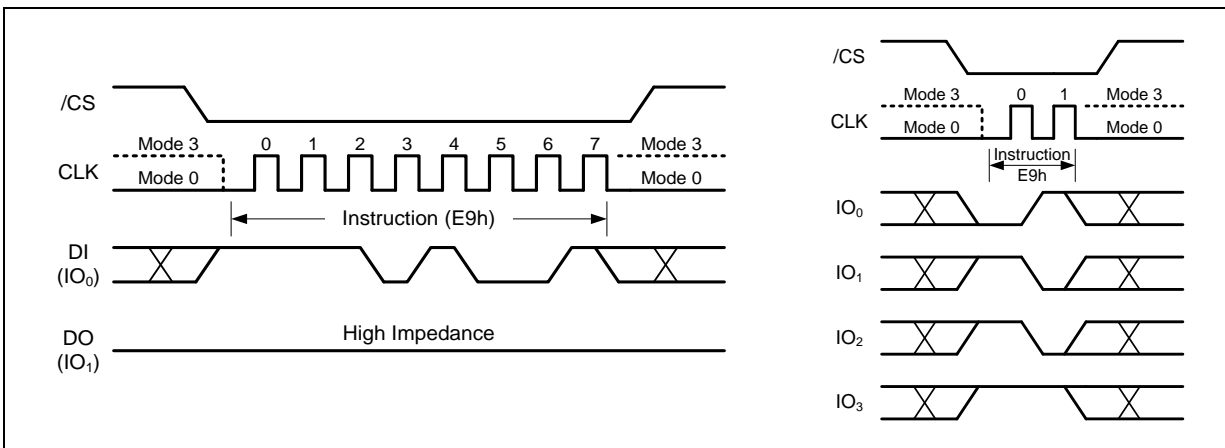 /CS
Mode 3 0 1 2 3 4 5 6 7 Mode 3
CLK
Mode 0 Mode 0
Instruction (E9h)
DI
(IO0)
High Impedance
DO
(IO1)
/CS
Mode 3 0 1 Mode 3
CLK
Mode 0 Mode 0
Instruction
E9h
IO0
IO1
IO2
IO3